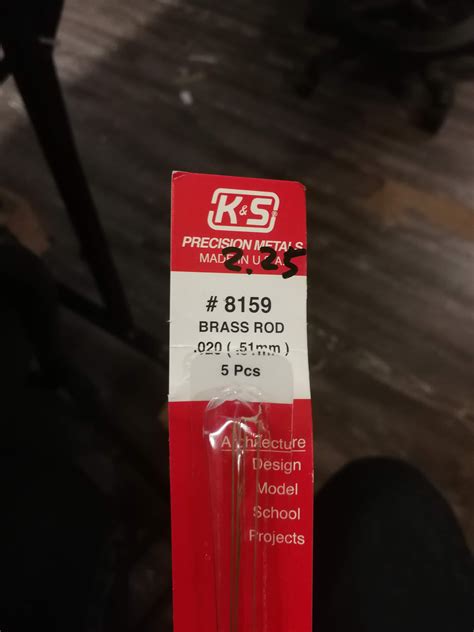 K&S®
PRECISION METALS
MADE IN U.S.A.
2.25
# 8159
BRASS ROD
.020 ( .51mm )
5 Pcs
Architecture
Design
Model
School
Projects